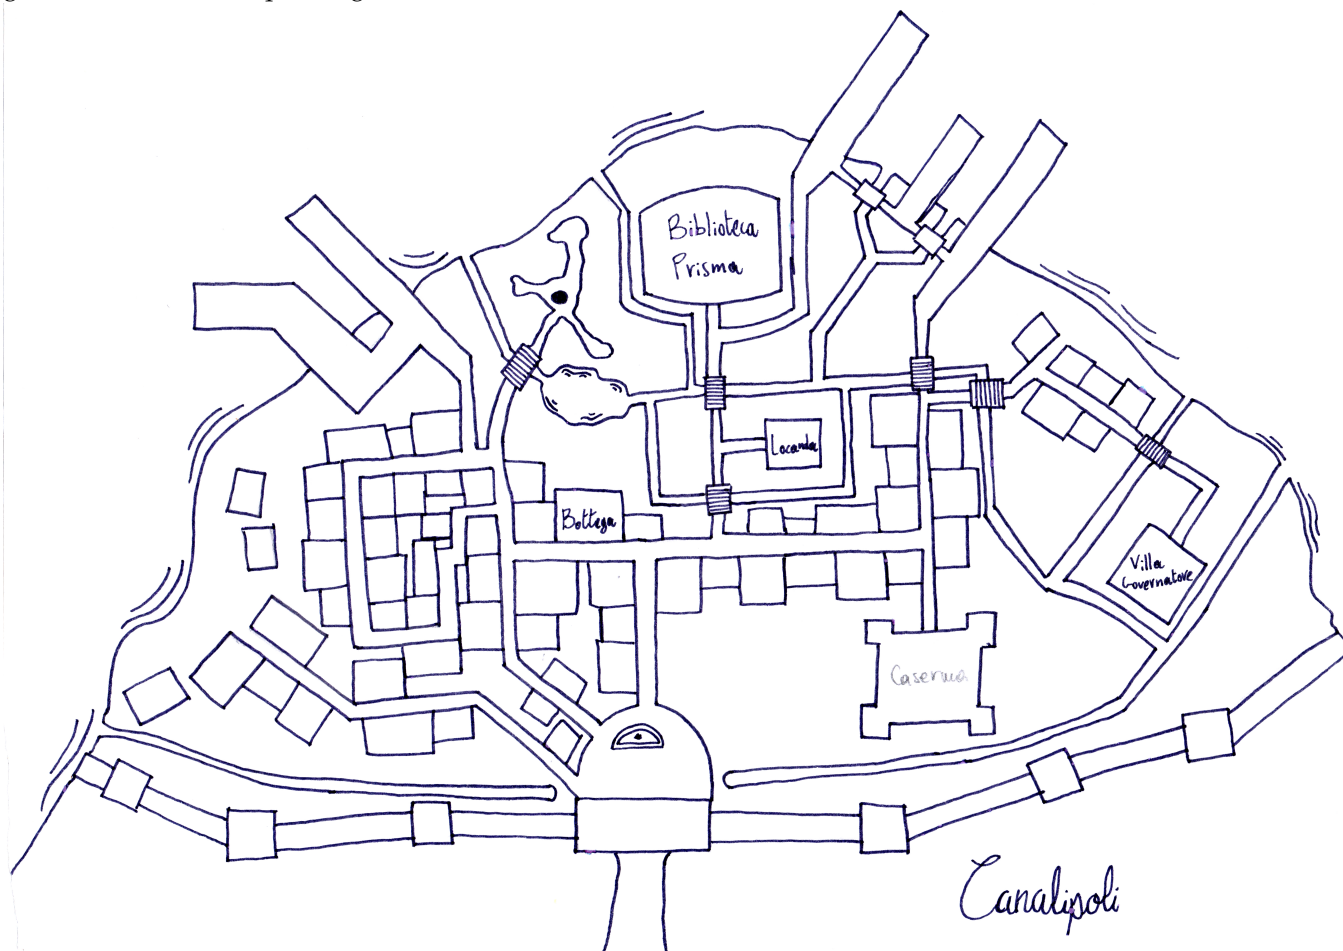 Biblioteca
Prisma
Locanda
Bottega
Villa
Governatore
Caserma
Canalipoli